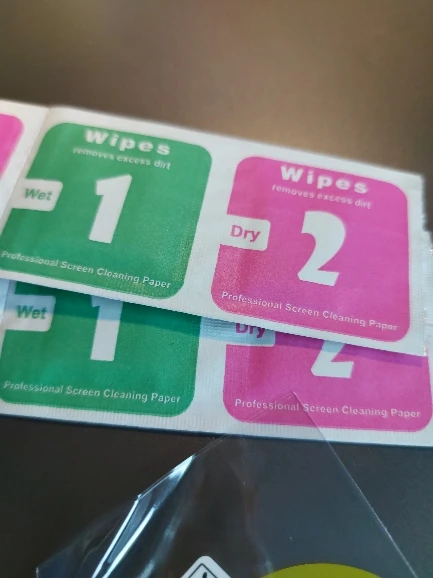 Wipes
removes excess dirt
Wet
1
Professional Screen Cleaning Paper
Wipes
removes excess dirt
Dry
2
Professional Screen Cleaning Paper
Wet
1
Professional Screen Cleaning Paper
Dry
2
Professional Screen Cleaning Paper